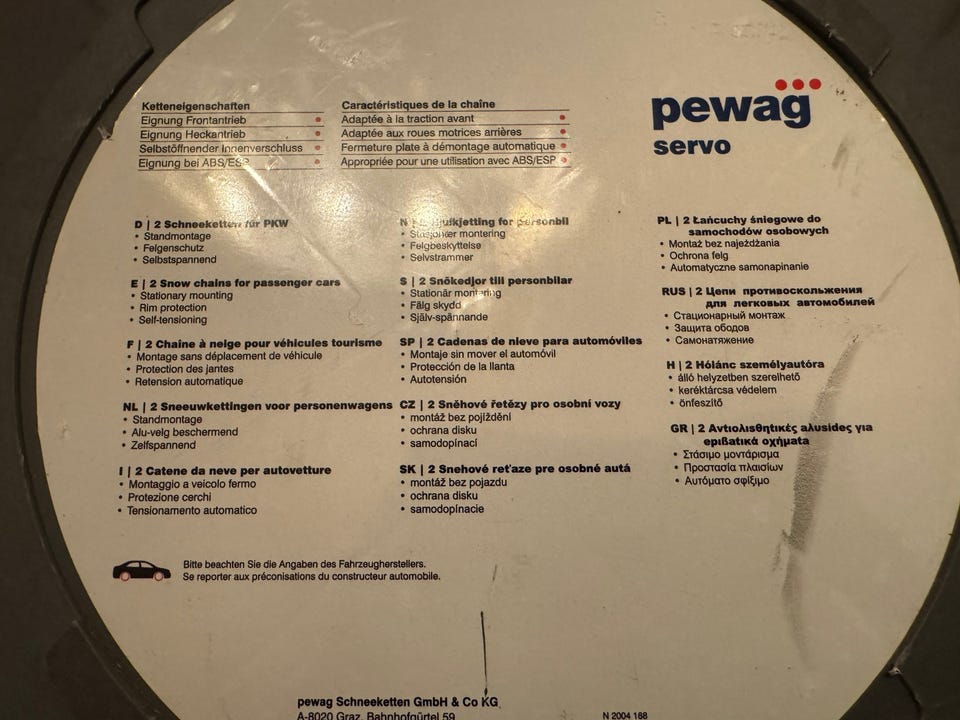 Ketteneigenschaften
Eignung Frontantrieb
Eignung Heckantrieb
Selbstöffnender Innenverschluss
Eignung bei ABS/ESP
Caractéristiques de la chaîne
Adaptée à la traction avant
Adaptée aux roues motrices arrières
Fermeture plate à démontage automatique
Appropriée pour une utilisation avec ABS/ESP
pewag
servo
D | 2 Schneeketten für PKW
• Standmontage
• Felgenschutz
• Selbstspannend
E | 2 Snow chains for passenger cars
• Stationary mounting
• Rim protection
• Self-tensioning
F | 2 Chaîne à neige pour véhicules tourisme
• Montage sans déplacement de véhicule
• Protection des jantes
• Retension automatique
NL | 2 Sneeuwkettingen voor personenwagens
• Standmontage
• Alu-velg beschermend
• Zelfspannend
I | 2 Catene da neve per autovetture
• Montaggio a veicolo fermo
• Protezione cerchi
• Tensionamento automatico
N | 2 for personbil
• Stasjonær montering
• Felgbeskyttelse
• Selvstrammer
S | 2 Snökedjor till personbilar
• Stationär montering
• Fälg skydd
• Själv-spännande
SP | 2 Cadenas de nieve para automóviles
• Montaje sin mover el automóvil
• Protección de la llanta
• Autotensión
CZ | 2 Sněhové řetězy pro osobní vozy
• montáž bez pojíždění
• ochrana disku
• samodopínací
SK | 2 Snehové reťaze pre osobné autá
• montáž bez pojazdu
• ochrana disku
• samodopínacie
PL | 2 Łańcuchy śniegowe do
samochodów osobowych
• Montaż bez najeżdżania
• Ochrona felg
• Automatyczne samonapinanie
RUS | 2 Цепи противоскольжения
для легковых автомобилей
• Стационарный монтаж
• Защита ободов
• Самонатяжение
H | 2 Hólánc személyautóra
• álló helyzetben szerelhető
• keréktárcsa védelem
• önfeszítő
GR | 2 Αντιολισθητικές αλυsides για
επιβατικά οχήματα
• Στάσιμο μοντάρισμα
• Προστασία πλαισίων
• Αυτόματο σφίξιμο
Bitte beachten Sie die Angaben des Fahrzeugherstellers.
Se reporter aux préconisations du constructeur automobile.
pewag Schneeketten GmbH & Co KG
A-8020 Graz, Bahnhofgürtel 59
N 2004 168